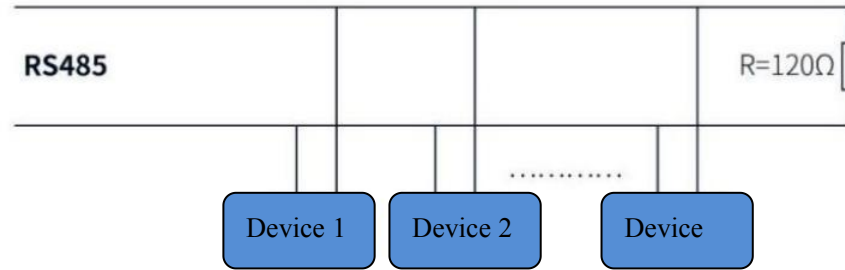 RS485
R=120Ω
…………
Device 1
Device 2
Device